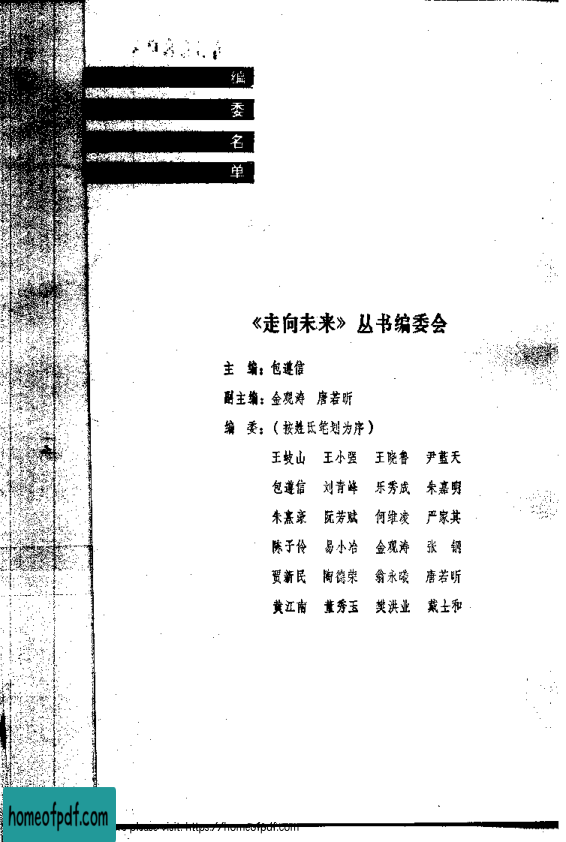 编
委
名
单
《走向未来》丛书编委会
主 编：包遵信
副主编：金观涛 唐若昕
编 委：(按姓氏笔划为序)
王岐山 王小强 王晓鲁 尹蓝天
包遵信 刘青峰 乐秀成 朱嘉明
朱熹豪 阮芳赋 何维凌 严家其
陈子伶 易小冶 金观涛 张 钢
贾新民 陶德荣 翁永曦 唐若昕
黄江南 董秀玉 樊洪业 戴士和
homeofpdf.com
please visit: https://homeofpdf.com